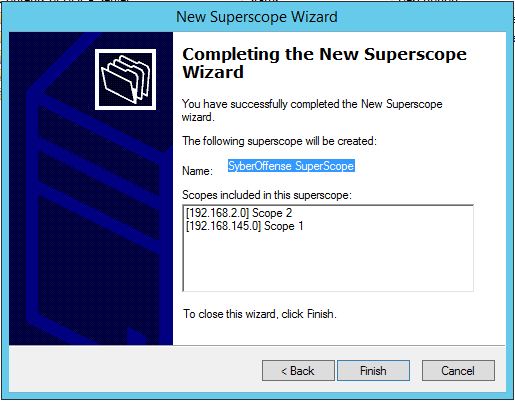 New Superscope Wizard
Completing the New Superscope
Wizard
You have successfully completed the New Superscope
wizard.
The following superscope will be created:
Name: SyberOffense SuperScope
Scopes included in this superscope:
[192.168.2.0] Scope 2
[192.168.145.0] Scope 1
To close this wizard, click Finish.
< Back Finish Cancel